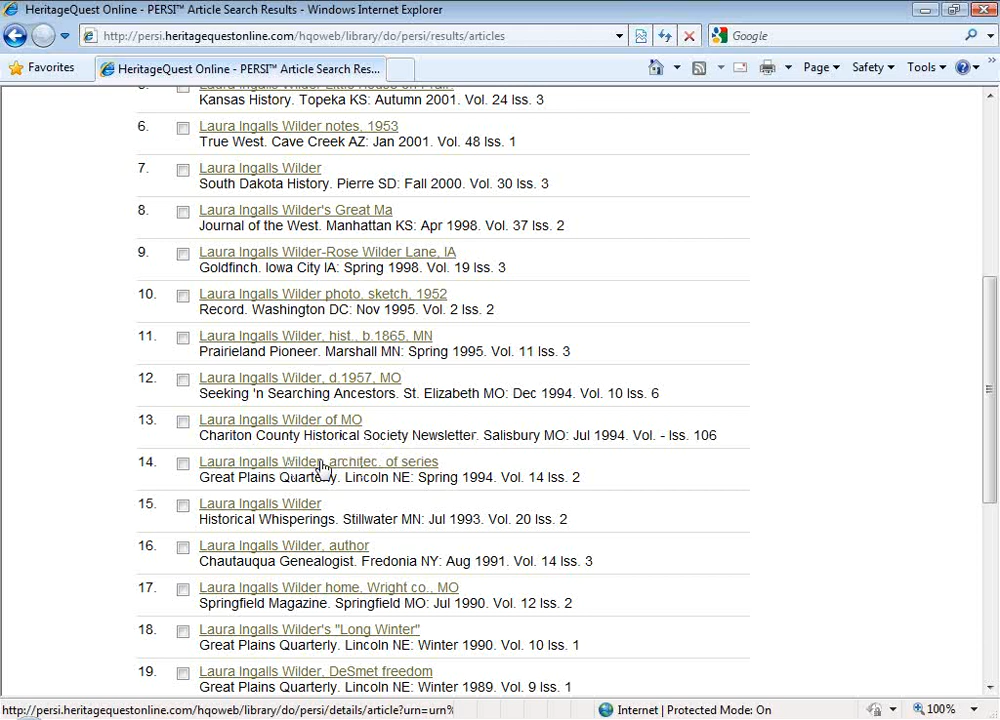 HeritageQuest Online - PERSI™ Article Search Results - Windows Internet Explorer
http://persi.heritagequestonline.com/hqoweb/library/do/persi/results/articles
Google
Favorites
HeritageQuest Online - PERSI™ Article Search Res...
Page
Safety
Tools
Kansas History. Topeka KS: Autumn 2001. Vol. 24 Iss. 3
6. Laura Ingalls Wilder notes, 1953
True West. Cave Creek AZ: Jan 2001. Vol. 48 Iss. 1
7. Laura Ingalls Wilder
South Dakota History. Pierre SD: Fall 2000. Vol. 30 Iss. 3
8. Laura Ingalls Wilder's Great Ma
Journal of the West. Manhattan KS: Apr 1998. Vol. 37 Iss. 2
9. Laura Ingalls Wilder-Rose Wilder Lane, IA
Goldfinch. Iowa City IA: Spring 1998. Vol. 19 Iss. 3
10. Laura Ingalls Wilder photo, sketch, 1952
Record. Washington DC: Nov 1995. Vol. 2 Iss. 2
11. Laura Ingalls Wilder, hist., b.1865, MN
Prairieland Pioneer. Marshall MN: Spring 1995. Vol. 11 Iss. 3
12. Laura Ingalls Wilder, d.1957, MO
Seeking 'n Searching Ancestors. St. Elizabeth MO: Dec 1994. Vol. 10 Iss. 6
13. Laura Ingalls Wilder of MO
Chariton County Historical Society Newsletter. Salisbury MO: Jul 1994. Vol. - Iss. 106
14. Laura Ingalls Wilder, architec. of series
Great Plains Quarterly. Lincoln NE: Spring 1994. Vol. 14 Iss. 2
15. Laura Ingalls Wilder
Historical Whisperings. Stillwater MN: Jul 1993. Vol. 20 Iss. 2
16. Laura Ingalls Wilder, author
Chautauqua Genealogist. Fredonia NY: Aug 1991. Vol. 14 Iss. 3
17. Laura Ingalls Wilder home, Wright co., MO
Springfield Magazine. Springfield MO: Jul 1990. Vol. 12 Iss. 2
18. Laura Ingalls Wilder's "Long Winter"
Great Plains Quarterly. Lincoln NE: Winter 1990. Vol. 10 Iss. 1
19. Laura Ingalls Wilder, DeSmet freedom
Great Plains Quarterly. Lincoln NE: Winter 1989. Vol. 9 Iss. 1
http://persi.heritagequestonline.com/hqoweb/library/do/persi/details/article?urn=urn%
Internet | Protected Mode: On
100%